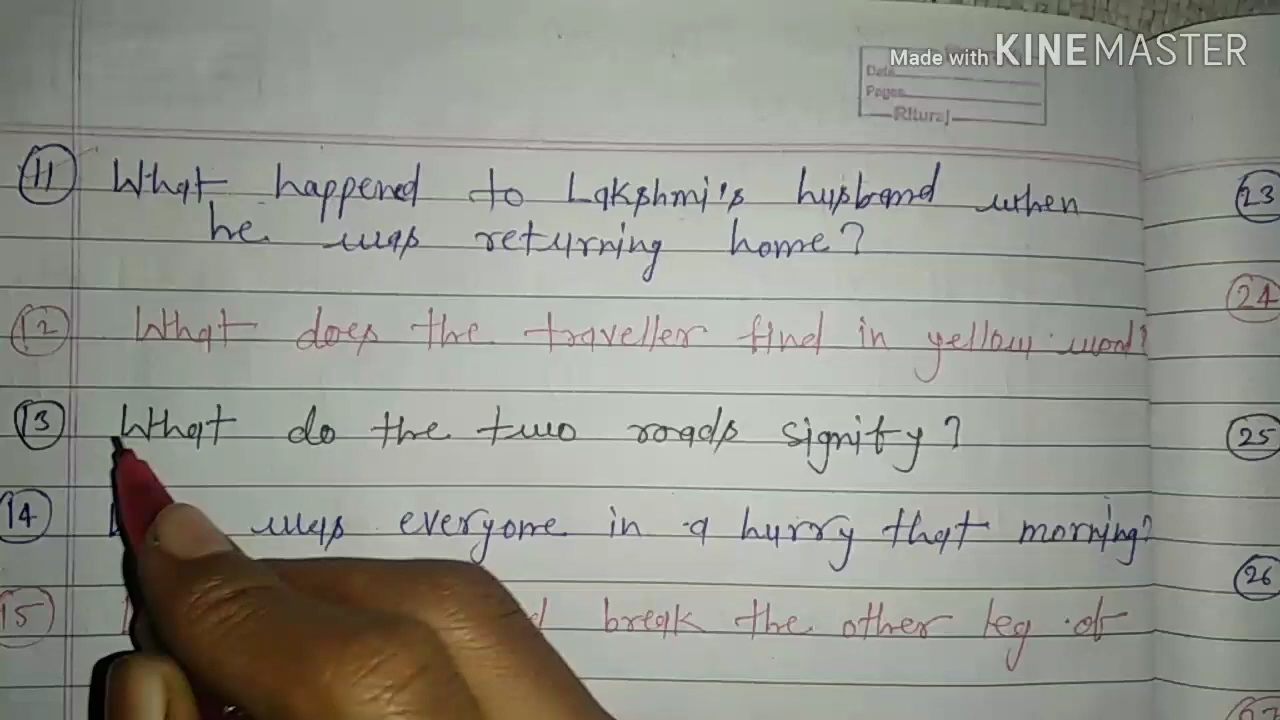 Made with KINEMASTER
Date
Pages
Rituraj
11 What happened to Lakshmi's husband when
he was returning home?
12 What does the traveller find in yellow wood?
13 What do the two roads signify?
14 was everyone in a hurry that morning?
15 break the other leg of
23
24
25
26